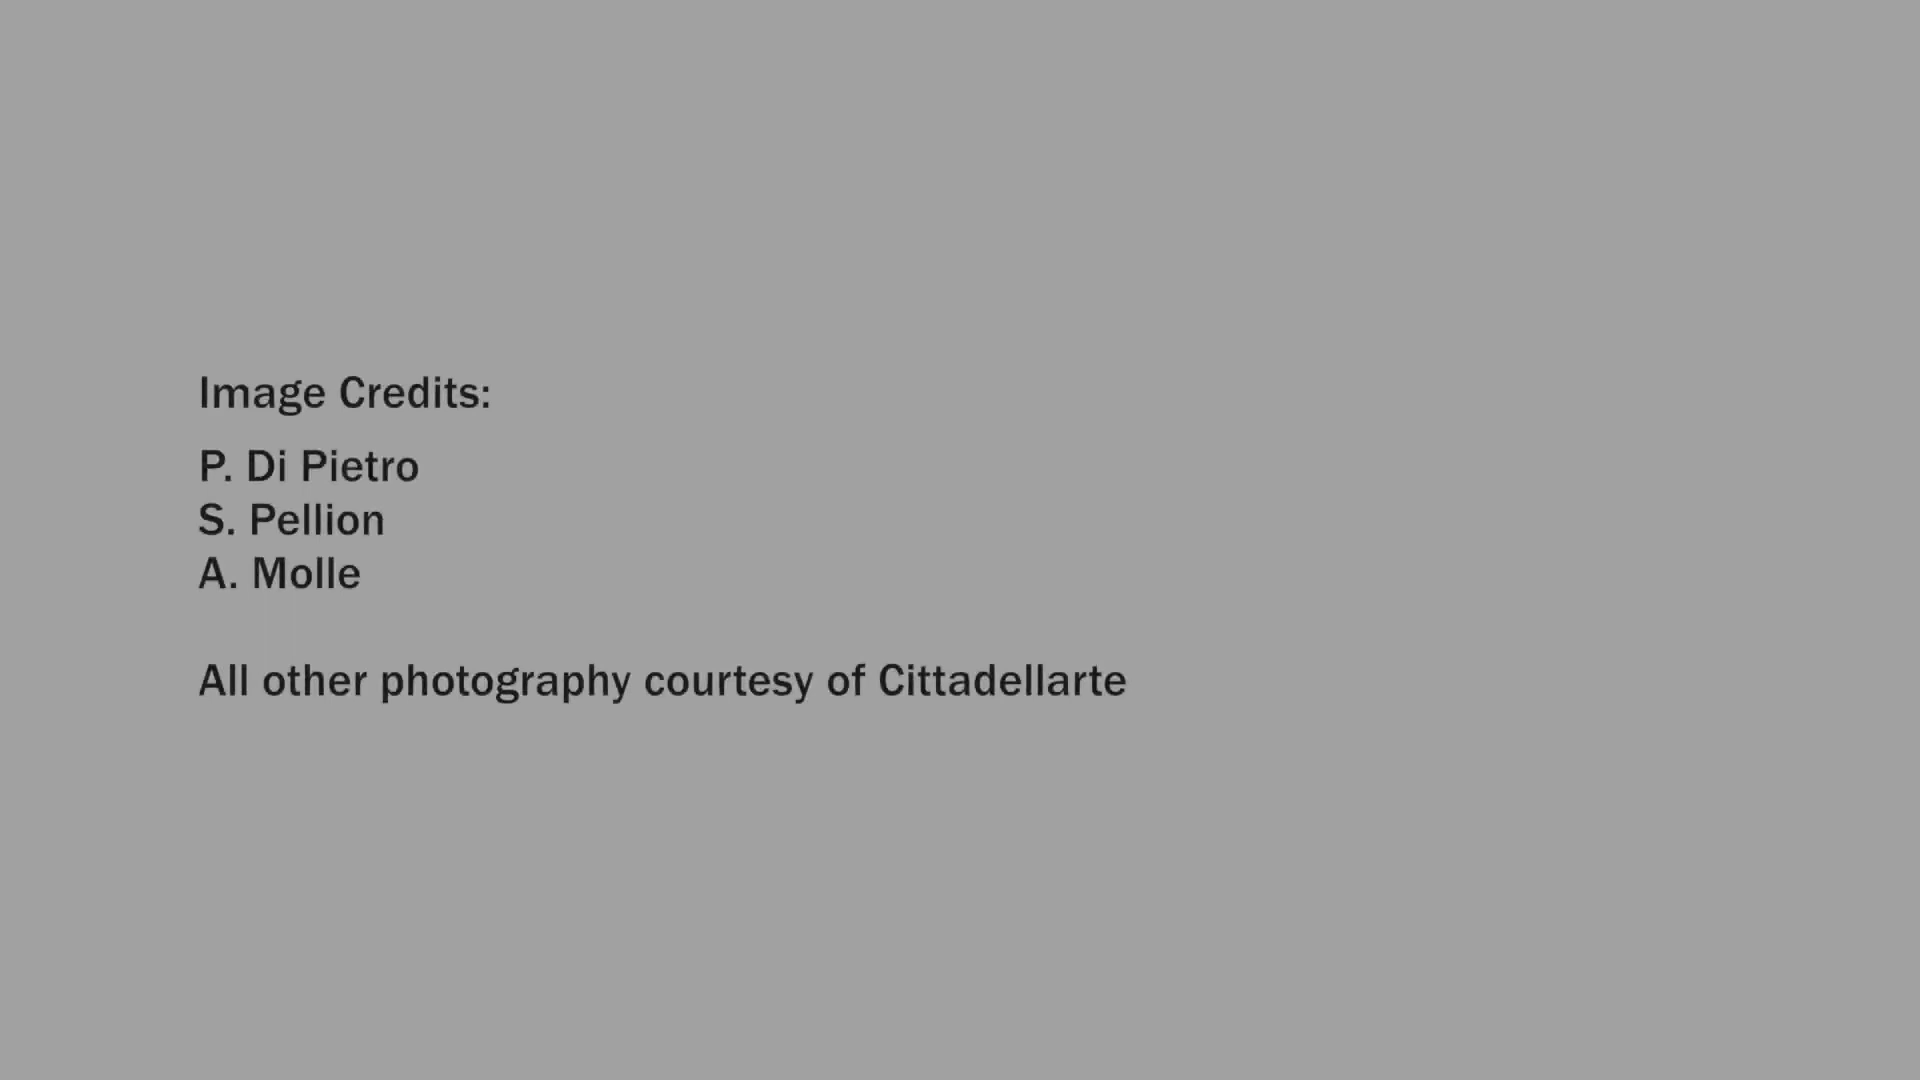 Image Credits:
P. Di Pietro
S. Pellion
A. Molle
All other photography courtesy of Cittadellarte